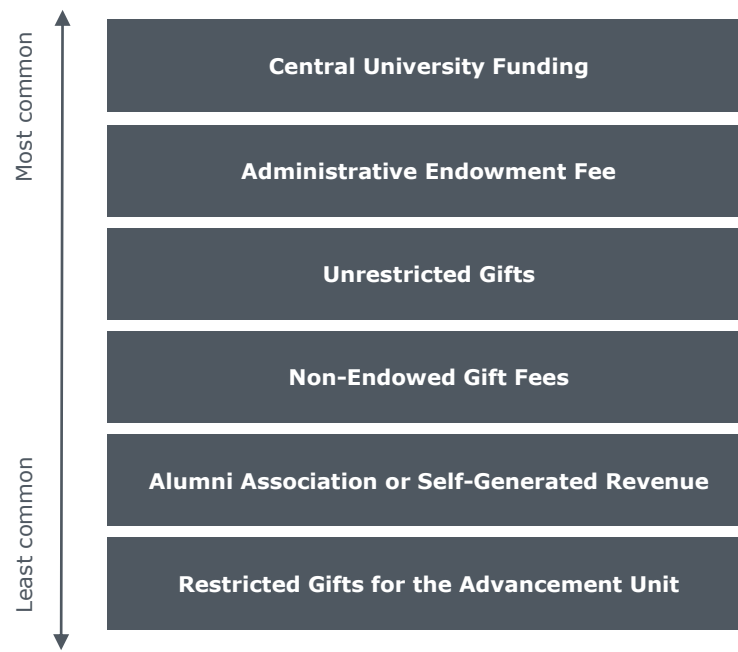 Most common
Central University Funding
Administrative Endowment Fee
Unrestricted Gifts
Non-Endowed Gift Fees
Alumni Association or Self-Generated Revenue
Least common
Restricted Gifts for the Advancement Unit